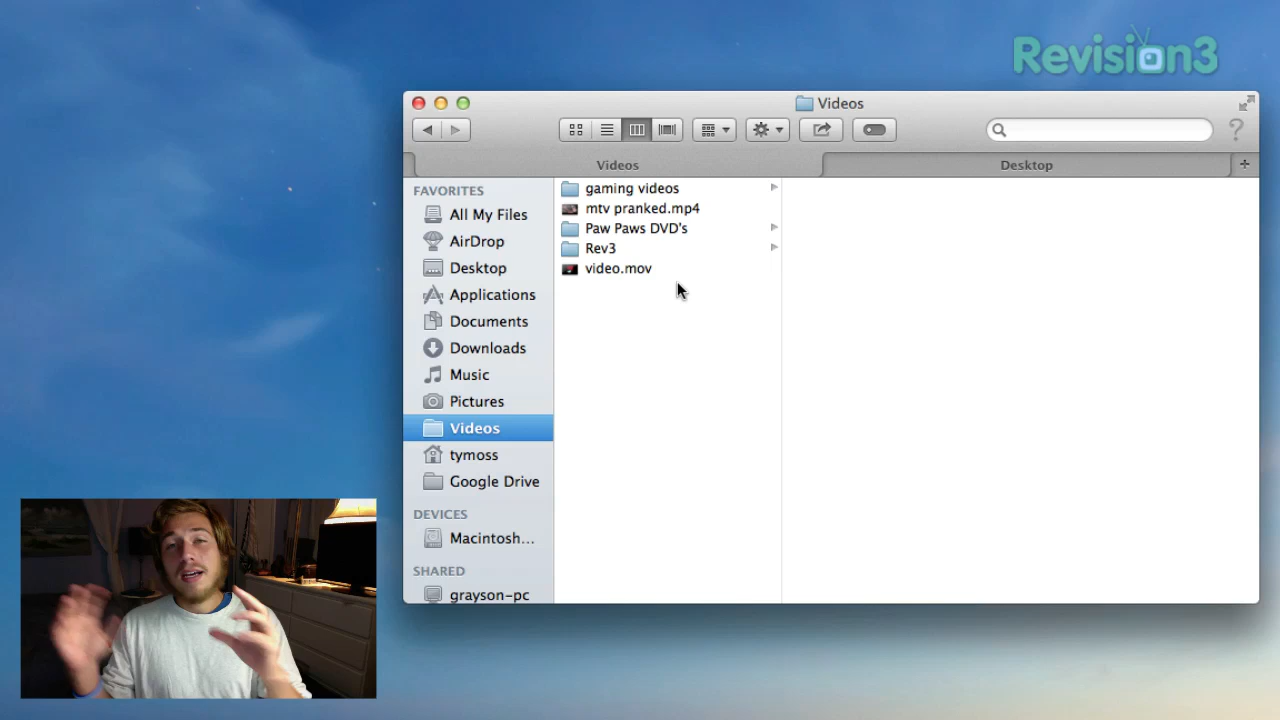 Revision3
Videos
Videos
Desktop
FAVORITES
All My Files
AirDrop
Desktop
Applications
Documents
Downloads
Music
Pictures
Videos
tymoss
Google Drive
DEVICES
Macintosh...
SHARED
grayson-pc
gaming videos
mtv pranked.mp4
Paw Paws DVD's
Rev3
video.mov